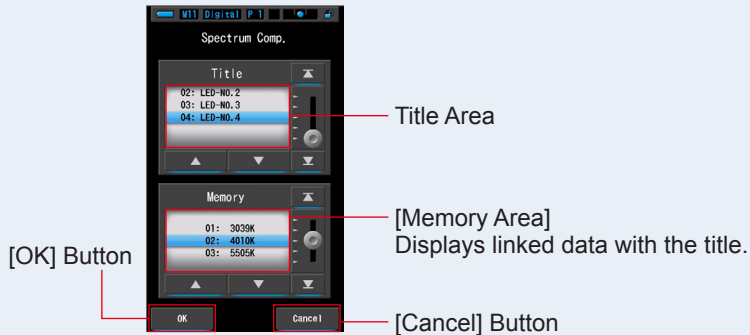 M11 Digital P 1
Spectrum Comp.
Title
02: LED-NO.2
03: LED-NO.3
04: LED-NO.4
Title Area
Memory
01: 3039K
02: 4010K
03: 5505K
[Memory Area]
Displays linked data with the title.
[OK] Button
OK
Cancel
[Cancel] Button